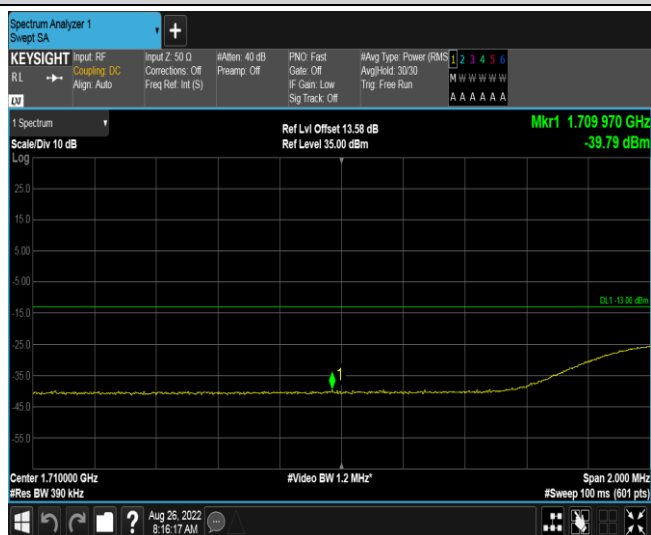 Spectrum Analyzer 1
Swept SA
+
KEYSIGHT
RL
LXI
Input: RF
Coupling: DC
Align: Auto
Input Z: 50 Ω
Corrections: Off
Freq Ref: Int (S)
#Atten: 40 dB
Preamp: Off
PNO: Fast
Gate: Off
IF Gain: Low
Sig Track: Off
#Avg Type: Power (RMS
Avg|Hold: 30/30
Trig: Free Run
1 2 3 4 5 6
M W W W W W
A A A A A A
1 Spectrum
Scale/Div 10 dB
Log
Ref Lvl Offset 13.58 dB
Ref Level 35.00 dBm
Mkr1 1.709 970 GHz
-39.79 dBm
25.0
15.0
5.00
-5.00
DL1 -13.00 dBm
-15.0
-25.0
-35.0
1
-45.0
-55.0
Center 1.710000 GHz
#Res BW 390 kHz
#Video BW 1.2 MHz*
Span 2.000 MHz
#Sweep 100 ms (601 pts)
?
Aug 26, 2022
8:16:17 AM